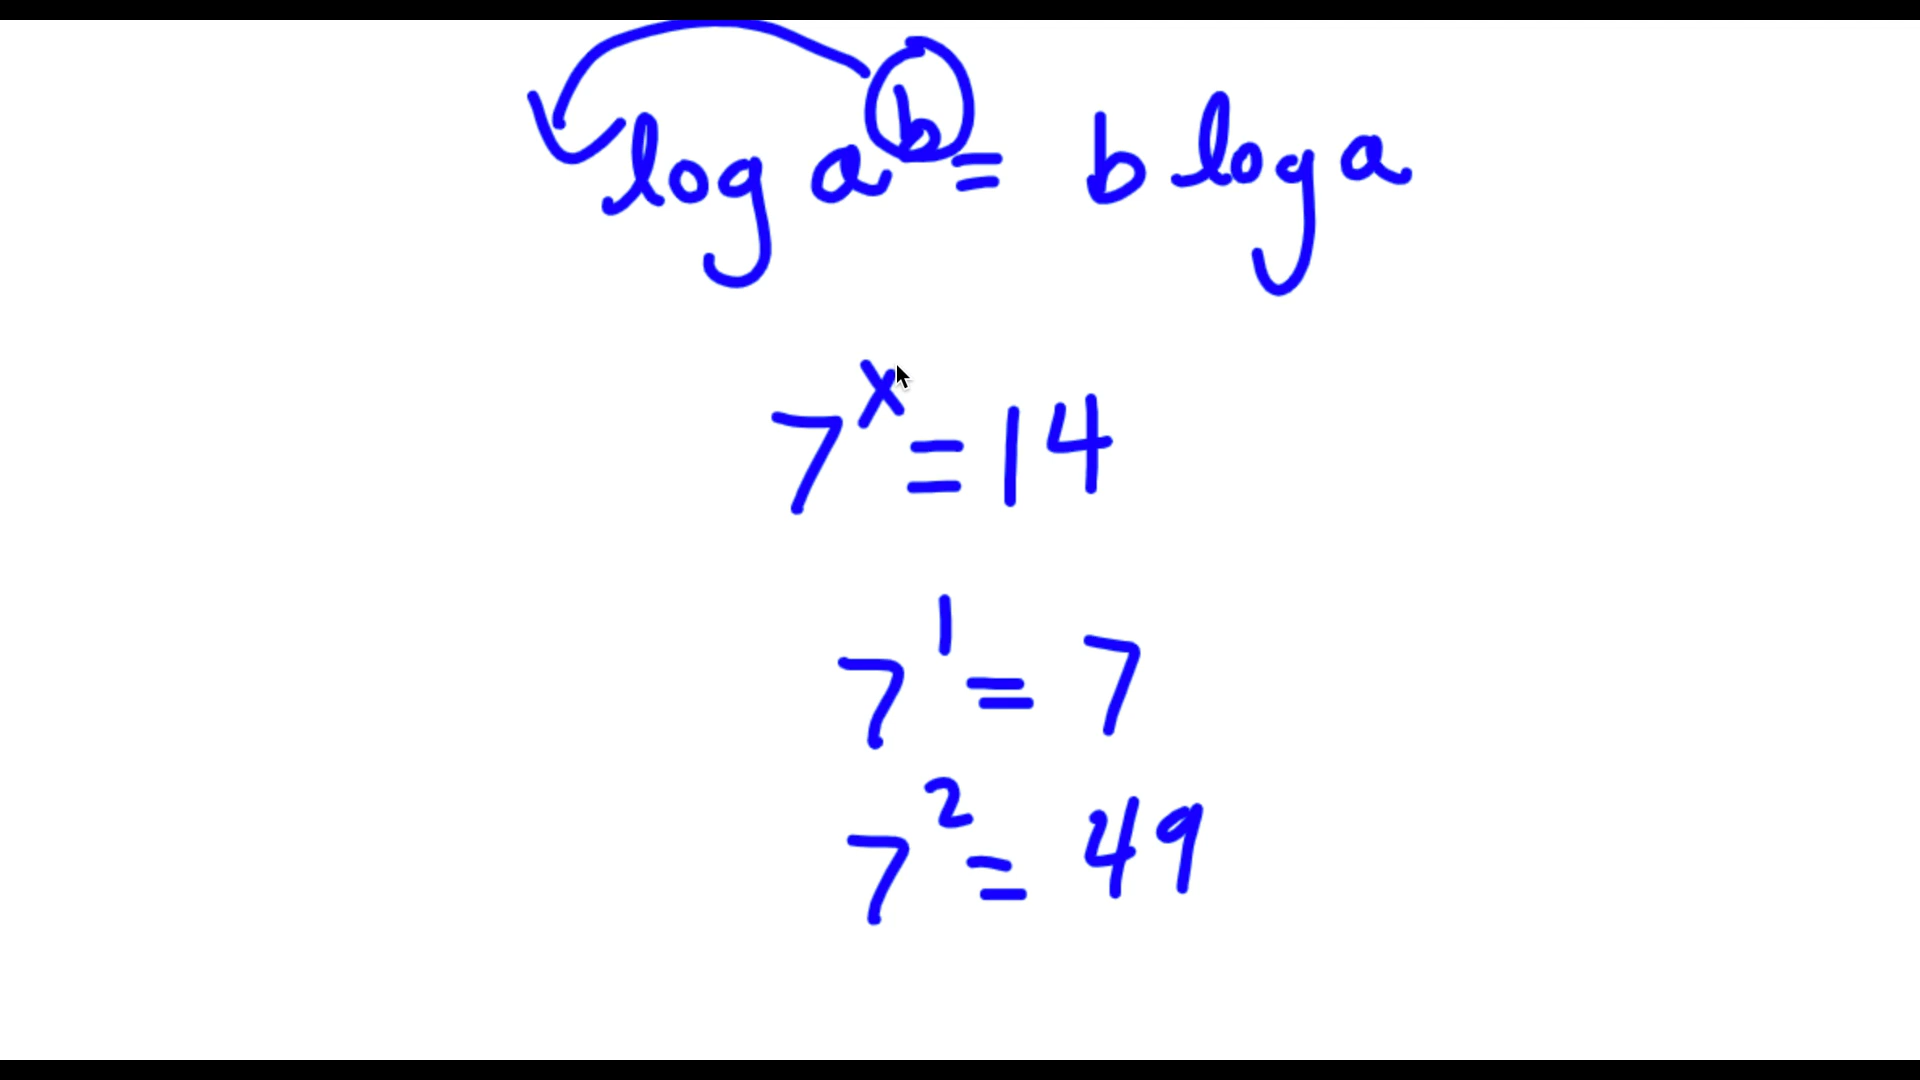 log a^b = b log a
7^x = 14
7^1 = 7
7^2 = 49